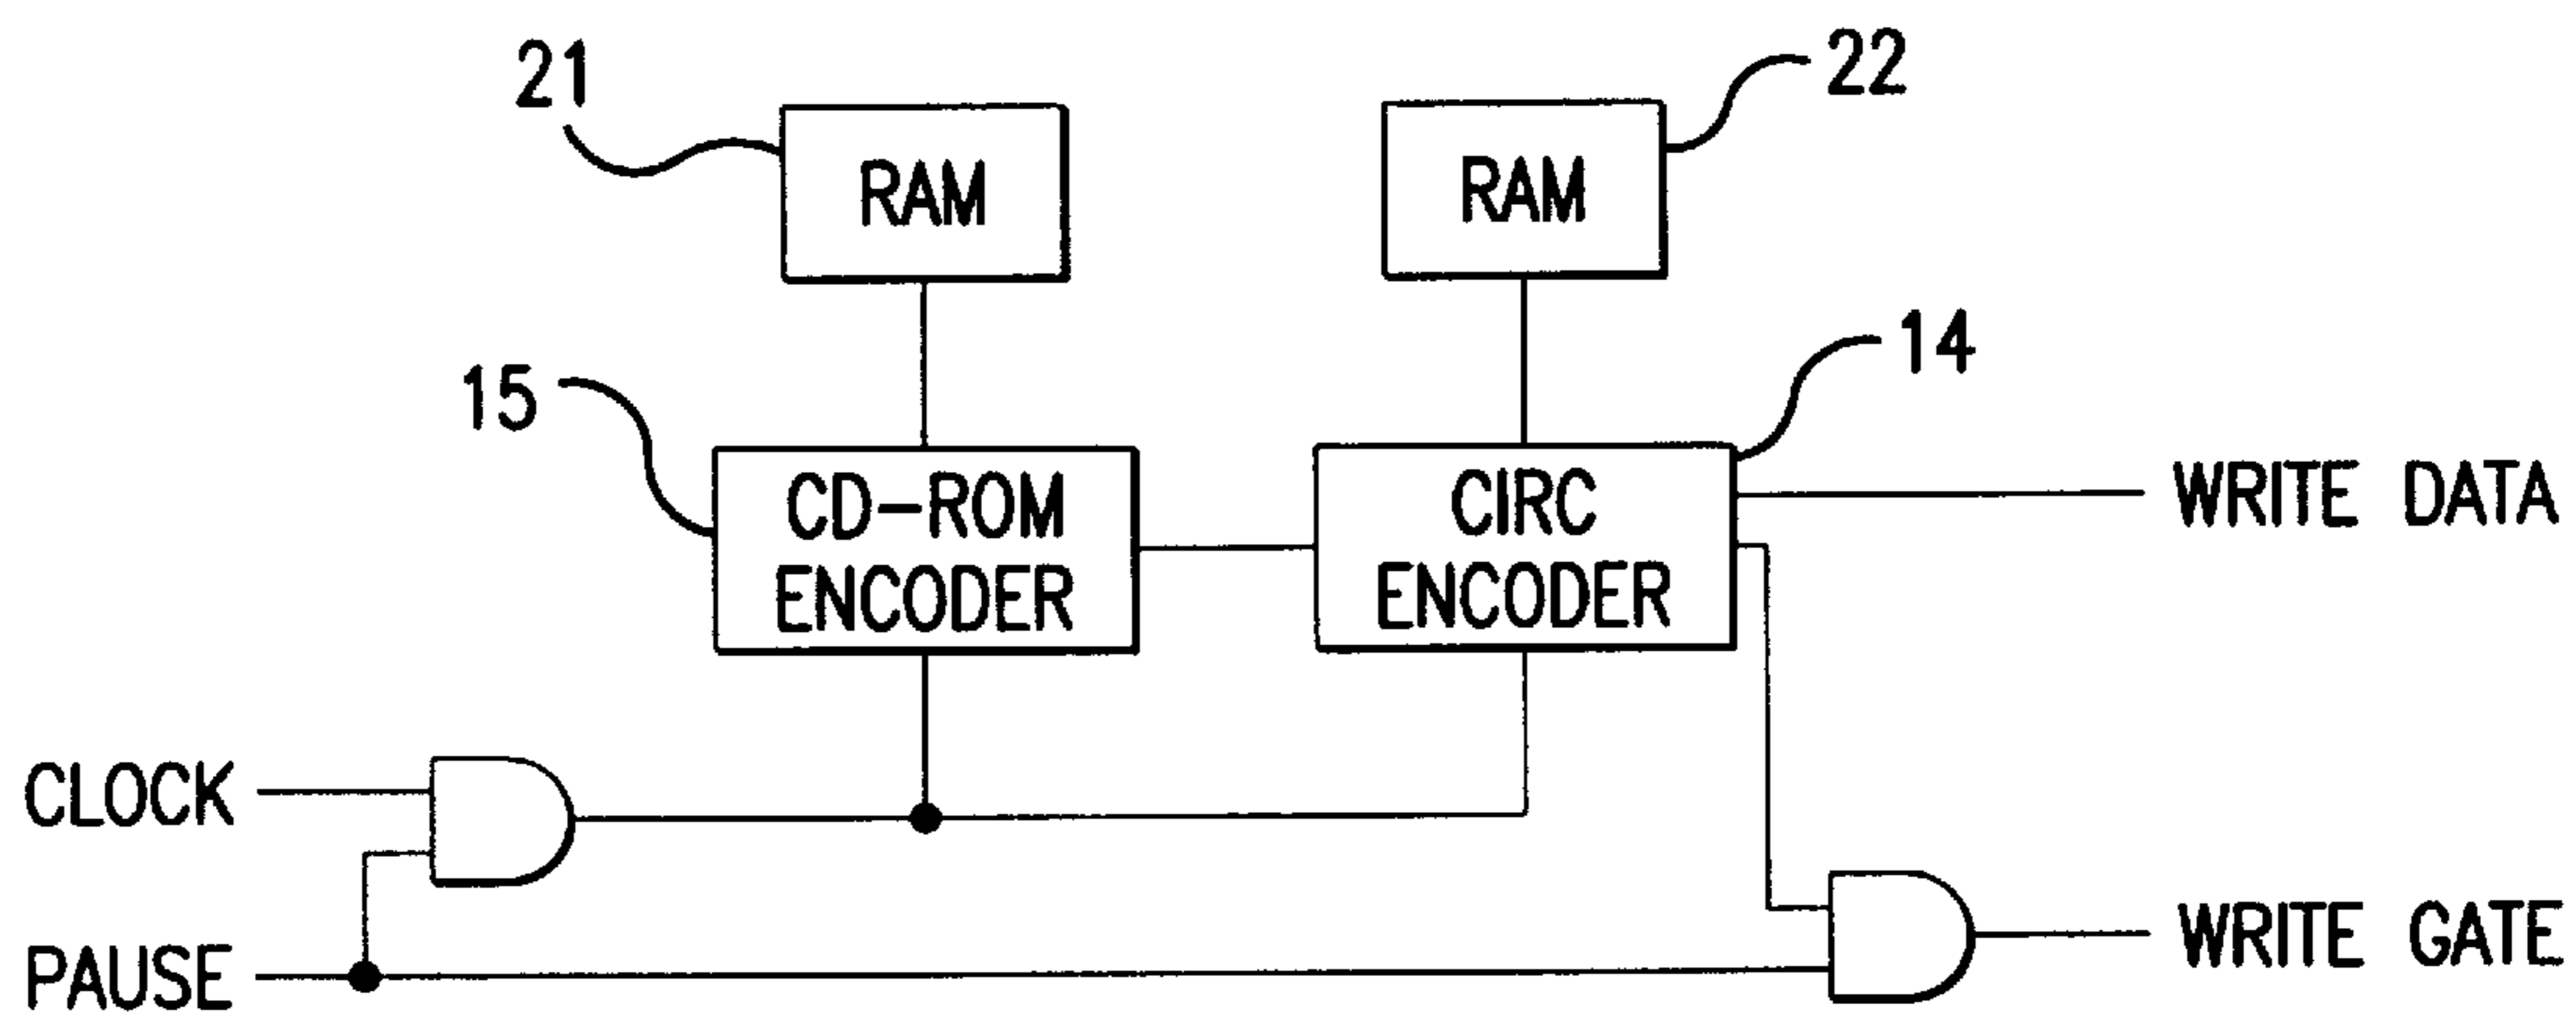 21
22
RAM
RAM
14
15
CD-ROM
ENCODER
CIRC
ENCODER
WRITE DATA
CLOCK
PAUSE
WRITE GATE